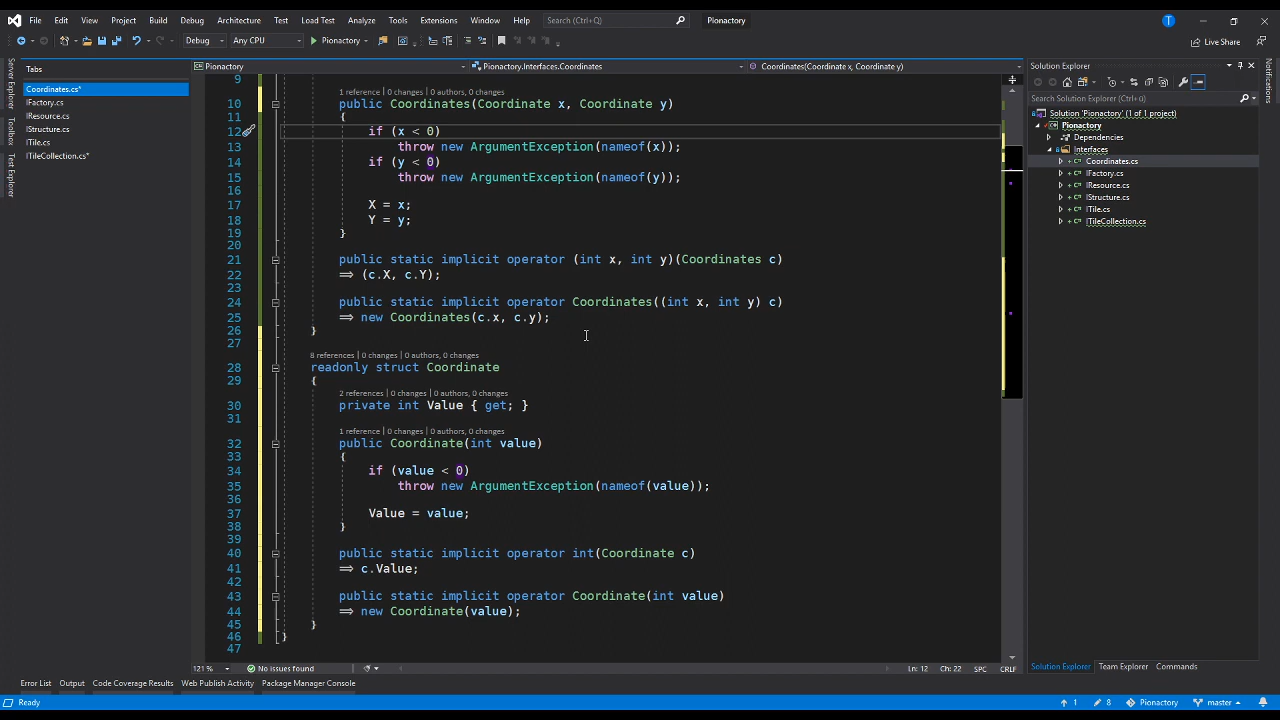 File Edit View Project Build Debug Architecture Test Load Test Analyze Tools Extensions Window Help Search (Ctrl+Q) Pionactory T
Debug Any CPU Pionactory Live Share
Server Explorer
Toolbox
Test Explorer
Tabs
Coordinates.cs*
IFactory.cs
IResource.cs
IStructure.cs
ITile.cs
ITileCollection.cs*
Pionactory Pionactory.Interfaces.Coordinates Coordinates(Coordinate x, Coordinate y)
9
1 reference | 0 changes | 0 authors, 0 changes
10 public Coordinates(Coordinate x, Coordinate y)
11 {
12 if (x < 0)
13 throw new ArgumentException(nameof(x));
14 if (y < 0)
15 throw new ArgumentException(nameof(y));
16
17 X = x;
18 Y = y;
19 }
20
21 public static implicit operator (int x, int y)(Coordinates c)
22 => (c.X, c.Y);
23
24 public static implicit operator Coordinates((int x, int y) c)
25 => new Coordinates(c.x, c.y);
26 }
27
8 references | 0 changes | 0 authors, 0 changes
28 readonly struct Coordinate
29 {
2 references | 0 changes | 0 authors, 0 changes
30 private int Value { get; }
31
1 reference | 0 changes | 0 authors, 0 changes
32 public Coordinate(int value)
33 {
34 if (value < 0)
35 throw new ArgumentException(nameof(value));
36
37 Value = value;
38 }
39
40 public static implicit operator int(Coordinate c)
41 => c.Value;
42
43 public static implicit operator Coordinate(int value)
44 => new Coordinate(value);
45 }
46 }
47
121 % No issues found Ln: 12 Ch: 22 SPC CRLF
Solution Explorer
Search Solution Explorer (Ctrl+;)
Solution 'Pionactory' (1 of 1 project)
Pionactory
Dependencies
Interfaces
Coordinates.cs
IFactory.cs
IResource.cs
IStructure.cs
ITile.cs
ITileCollection.cs
Solution Explorer Team Explorer Commands
Notifications
Error List Output Code Coverage Results Web Publish Activity Package Manager Console
Ready 1 8 Pionactory master